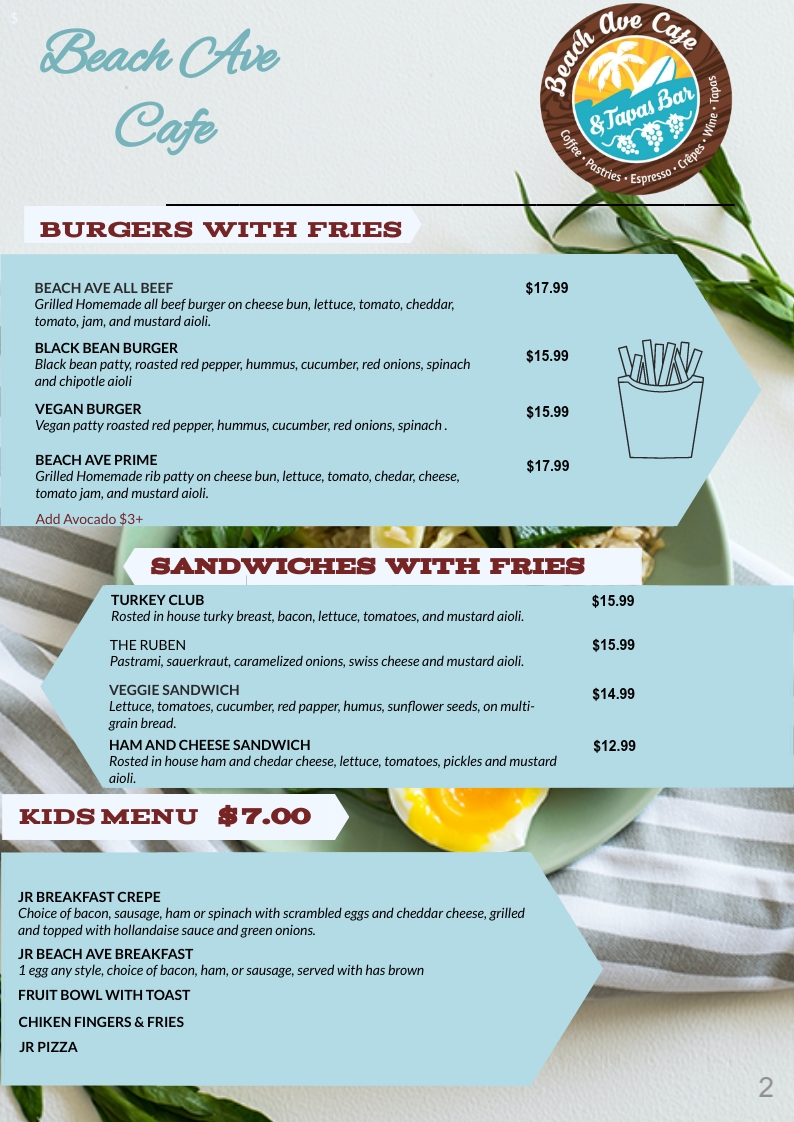 $
Beach Ave
Cafe
Beach Ave Cafe
& Tapas Bar
Coffee • Pastries • Espresso • Crêpes • Wine • Tapas
BURGERS WITH FRIES
BEACH AVE ALL BEEF $17.99
Grilled Homemade all beef burger on cheese bun, lettuce, tomato, cheddar,
tomato, jam, and mustard aioli.
BLACK BEAN BURGER $15.99
Black bean patty, roasted red pepper, hummus, cucumber, red onions, spinach
and chipotle aioli
VEGAN BURGER $15.99
Vegan patty roasted red pepper, hummus, cucumber, red onions, spinach .
BEACH AVE PRIME $17.99
Grilled Homemade rib patty on cheese bun, lettuce, tomato, chedar, cheese,
tomato jam, and mustard aioli.
Add Avocado $3+
SANDWICHES WITH FRIES
TURKEY CLUB $15.99
Rosted in house turky breast, bacon, lettuce, tomatoes, and mustard aioli.
THE RUBEN $15.99
Pastrami, sauerkraut, caramelized onions, swiss cheese and mustard aioli.
VEGGIE SANDWICH $14.99
Lettuce, tomatoes, cucumber, red papper, humus, sunflower seeds, on multi-
grain bread.
HAM AND CHEESE SANDWICH $12.99
Rosted in house ham and chedar cheese, lettuce, tomatoes, pickles and mustard
aioli.
KIDS MENU $7.00
JR BREAKFAST CREPE
Choice of bacon, sausage, ham or spinach with scrambled eggs and cheddar cheese, grilled
and topped with hollandaise sauce and green onions.
JR BEACH AVE BREAKFAST
1 egg any style, choice of bacon, ham, or sausage, served with has brown
FRUIT BOWL WITH TOAST
CHIKEN FINGERS & FRIES
JR PIZZA
2